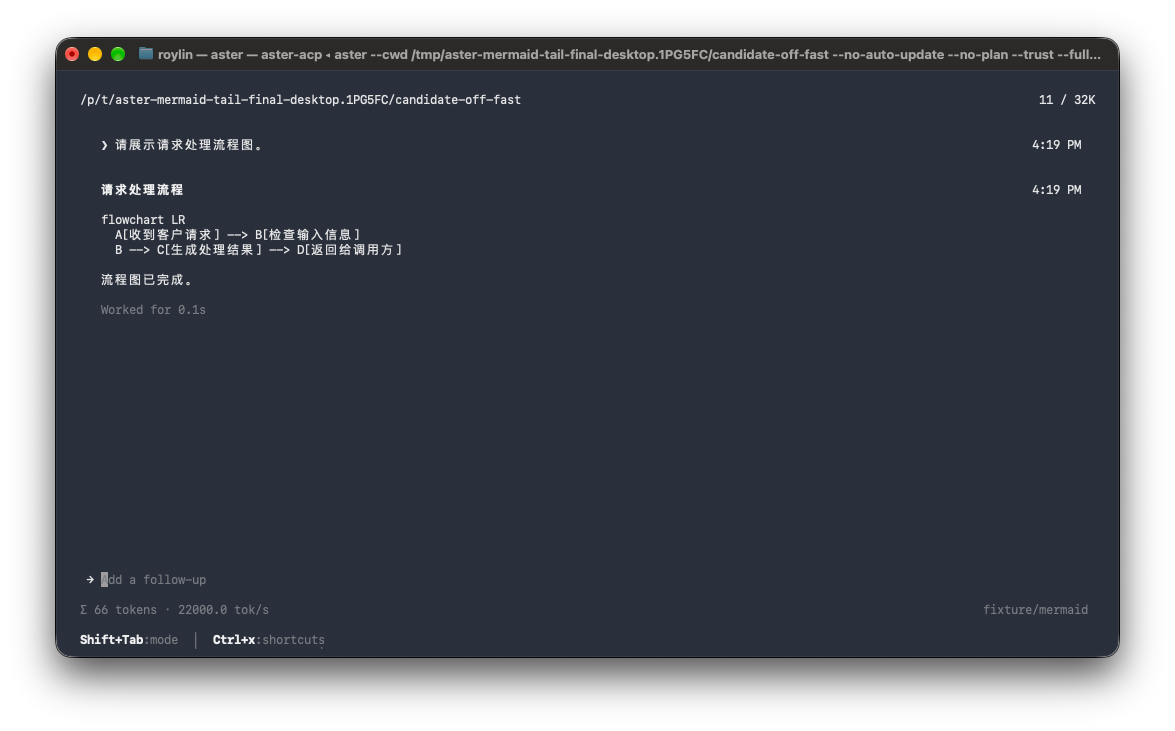 roylin — aster — aster-acp ◂ aster --cwd /tmp/aster-mermaid-tail-final-desktop.1PG5FC/candidate-off-fast --no-auto-update --no-plan --trust --full...
/p/t/aster-mermaid-tail-final-desktop.1PG5FC/candidate-off-fast 11 / 32K
❯ 请展示请求处理流程图。 4:19 PM
请求处理流程 4:19 PM
flowchart LR
A[收到客户请求] --> B[检查输入信息]
B --> C[生成处理结果] --> D[返回给调用方]
流程图已完成。
Worked for 0.1s
→ Add a follow-up
Σ 66 tokens · 22000.0 tok/s fixture/mermaid
Shift+Tab:mode │ Ctrl+x:shortcuts